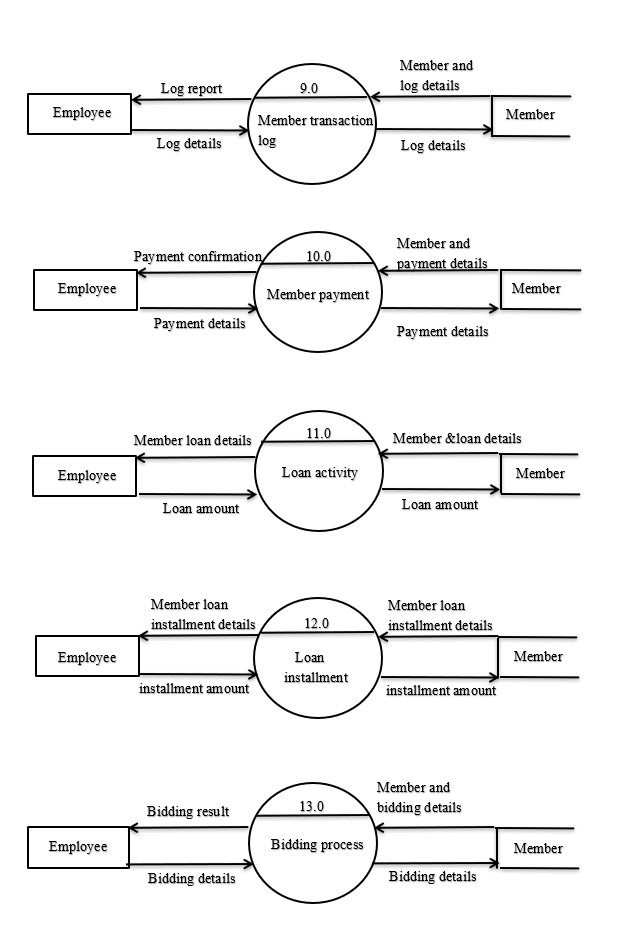 Member and
log details
Log report
9.0
Employee
Member transaction
log
Member
Log details
Log details
Member and
payment details
Payment confirmation
10.0
Employee
Member payment
Member
Payment details
Payment details
Member loan details
11.0
Member &loan details
Employee
Loan activity
Member
Loan amount
Loan amount
Member loan
installment details
12.0
Member loan
installment details
Employee
Loan
installment
Member
installment amount
installment amount
Member and
bidding details
Bidding result
13.0
Employee
Bidding process
Member
Bidding details
Bidding details